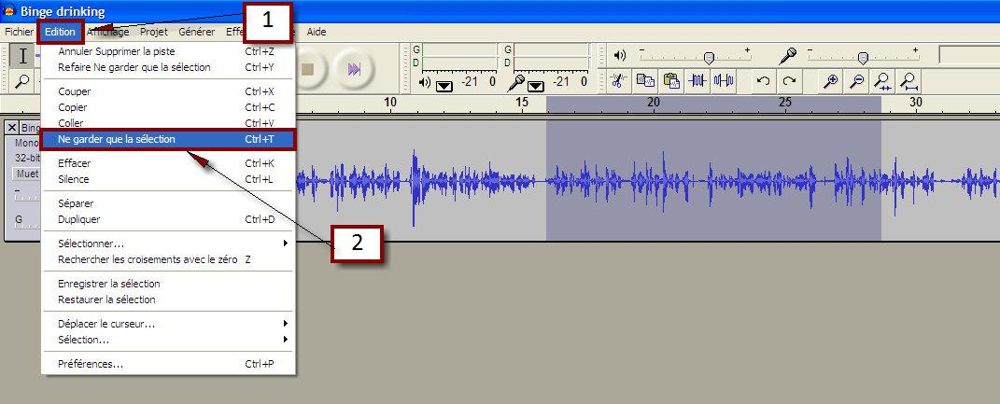 Binge drinking
1
Fichier Edition Affichage Projet Générer Aide
Annuler Supprimer la piste Ctrl+Z
Refaire Ne garder que la sélection Ctrl+Y
Couper Ctrl+X
Copier Ctrl+C
Coller Ctrl+V
Ne garder que la sélection Ctrl+T
Effacer Ctrl+K
Silence Ctrl+L
Séparer
Dupliquer Ctrl+D
Sélectionner...
Rechercher les croisements avec le zéro Z
Enregistrer la sélection
Restaurer la sélection
Déplacer le curseur...
Sélection...
Préférences... Ctrl+P
G
D
-21 0
G
D
-21 0
- +
- +
10 15 20 25 30
Bing
Mono
32-bit
Muet
-
G
2